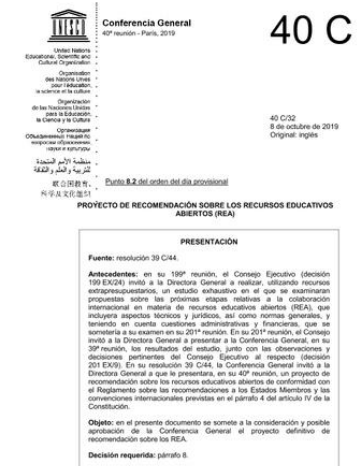 Conferencia General
40ª reunión - París, 2019
40 C
United Nations
Educational, Scientific and
Cultural Organization
Organisation
des Nations Unies
pour l'éducation,
la science et la culture
Organización
de las Naciones Unidas
para la Educación,
la Ciencia y la Cultura
Организация
Объединенных Наций по
вопросам образования,
науки и культуры
منظمة الأمم المتحدة
للتربية والعلم والثقافة
联合国教育、
科学及文化组织
40 C/32
8 de octubre de 2019
Original: inglés
Punto 8.2 del orden del día provisional
PROYECTO DE RECOMENDACIÓN SOBRE LOS RECURSOS EDUCATIVOS
ABIERTOS (REA)
PRESENTACIÓN
Fuente: resolución 39 C/44.
Antecedentes: en su 199ª reunión, el Consejo Ejecutivo (decisión
199 EX/24) invitó a la Directora General a realizar, utilizando recursos
extrapresupuestarios, un estudio exhaustivo en el que se examinaran
propuestas sobre las próximas etapas relativas a la colaboración
internacional en materia de recursos educativos abiertos (REA), que
incluyera aspectos técnicos y jurídicos, así como normas generales, y
teniendo en cuenta cuestiones administrativas y financieras, que se
sometería a su examen en su 201ª reunión. En su 201ª reunión, el Consejo
invitó a la Directora General a presentar a la Conferencia General, en su
39ª reunión, los resultados del estudio, junto con las observaciones y
decisiones pertinentes del Consejo Ejecutivo al respecto (decisión
201 EX/9). En su resolución 39 C/44, la Conferencia General invitó a la
Directora General a que le presentara, en su 40ª reunión, un proyecto de
recomendación sobre los recursos educativos abiertos de conformidad con
el Reglamento sobre las recomendaciones a los Estados Miembros y las
convenciones internacionales previstas en el párrafo 4 del artículo IV de la
Constitución.
Objeto: en el presente documento se somete a la consideración y posible
aprobación de la Conferencia General el proyecto definitivo de
recomendación sobre los REA.
Decisión requerida: párrafo 8.